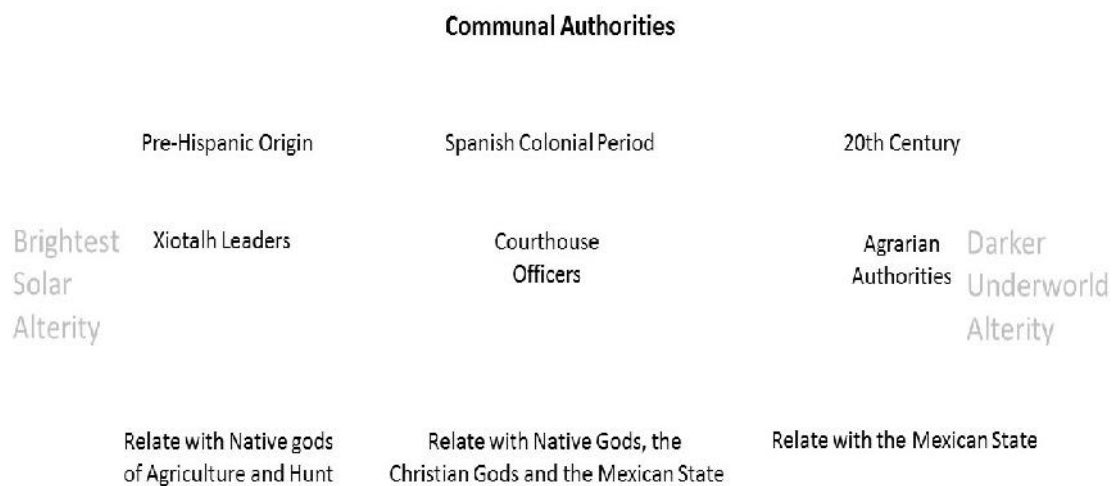 Communal Authorities
Pre-Hispanic Origin
Spanish Colonial Period
20th Century
Brightest
Solar
Alterity
Xiotalh Leaders
Courthouse
Officers
Agrarian
Authorities
Darker
Underworld
Alterity
Relate with Native gods
of Agriculture and Hunt
Relate with Native Gods, the
Christian Gods and the Mexican State
Relate with the Mexican State